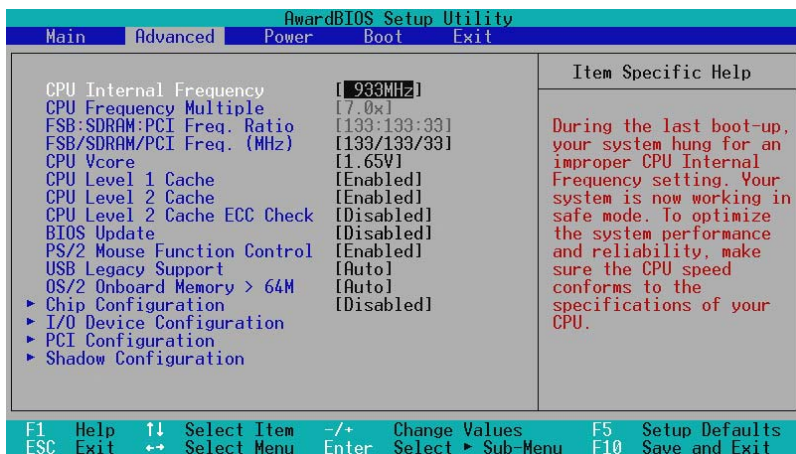 AwardBIOS Setup Utility
Main Advanced Power Boot Exit
Item Specific Help
CPU Internal Frequency [ 933MHz]
CPU Frequency Multiple [7.0x]
FSB:SDRAM:PCI Freq. Ratio [133:133:33]
FSB/SDRAM/PCI Freq. (MHz) [133/133/33]
CPU Vcore [1.65V]
CPU Level 1 Cache [Enabled]
CPU Level 2 Cache [Enabled]
CPU Level 2 Cache ECC Check [Disabled]
BIOS Update [Disabled]
PS/2 Mouse Function Control [Enabled]
USB Legacy Support [Auto]
OS/2 Onboard Memory > 64M [Auto]
► Chip Configuration [Disabled]
► I/O Device Configuration
► PCI Configuration
► Shadow Configuration
During the last boot-up,
your system hung for an
improper CPU Internal
Frequency setting. Your
system is now working in
safe mode. To optimize
the system performance
and reliability, make
sure the CPU speed
conforms to the
specifications of your
CPU.
F1 Help ↑↓ Select Item -/+ Change Values F5 Setup Defaults
ESC Exit ←→ Select Menu Enter Select ► Sub-Menu F10 Save and Exit